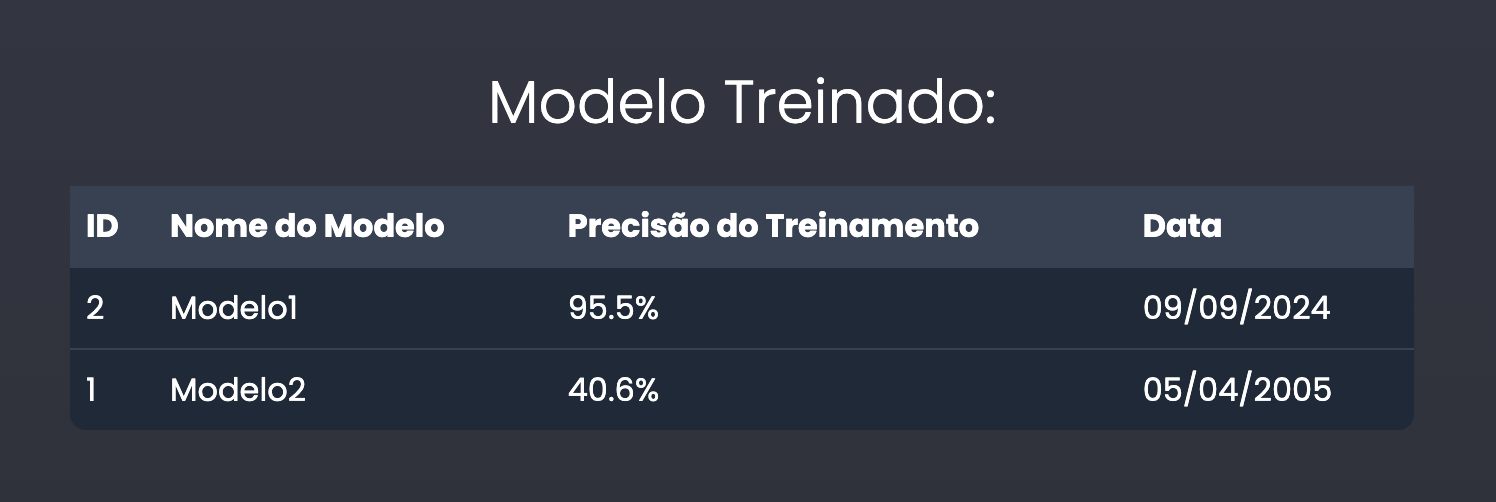 Modelo Treinado:
ID Nome do Modelo Precisão do Treinamento Data
2 Modelo1 95.5% 09/09/2024
1 Modelo2 40.6% 05/04/2005